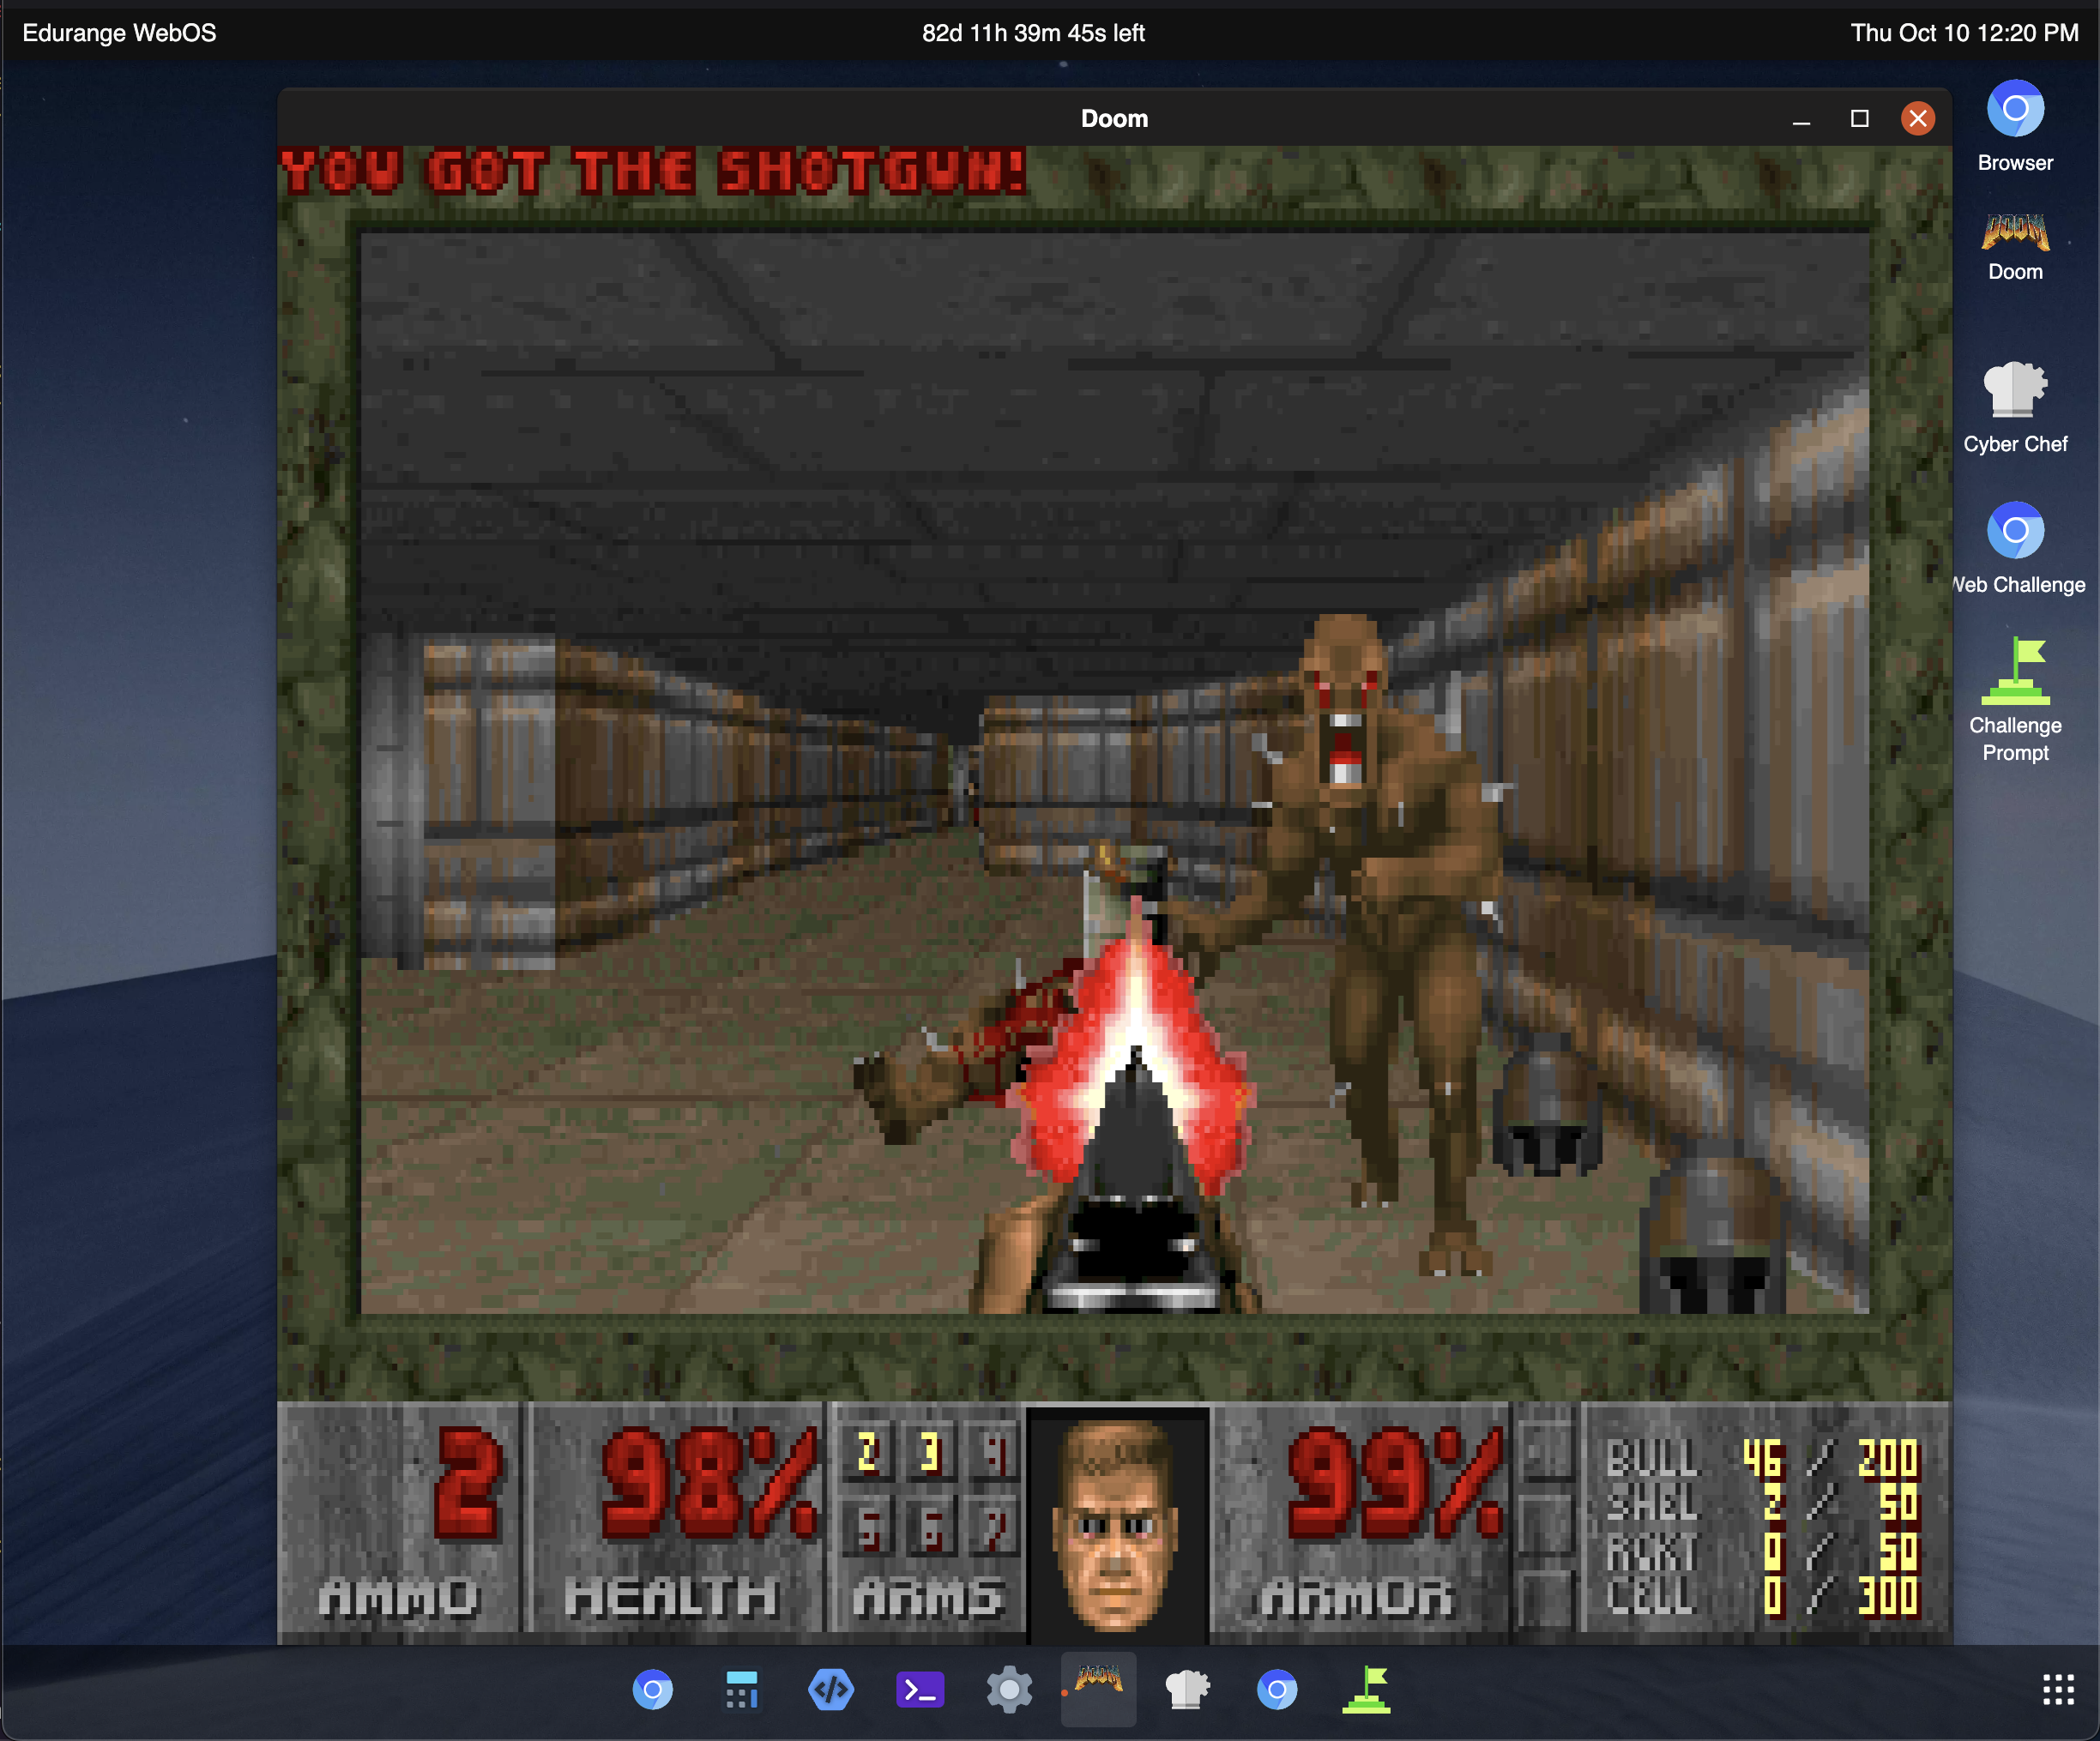 Edurange WebOS
82d 11h 39m 45s left
Thu Oct 10 12:20 PM
Doom
YOU GOT THE SHOTGUN!
Browser
DOOM
Doom
Cyber Chef
Web Challenge
Challenge
Prompt
2
98%
2 3 4
5 6 7
99%
BULL 46 / 200
SHEL 2 / 50
RCKT 0 / 50
CELL 0 / 300
AMMO
HEALTH
ARMS
ARMOR
DOOM